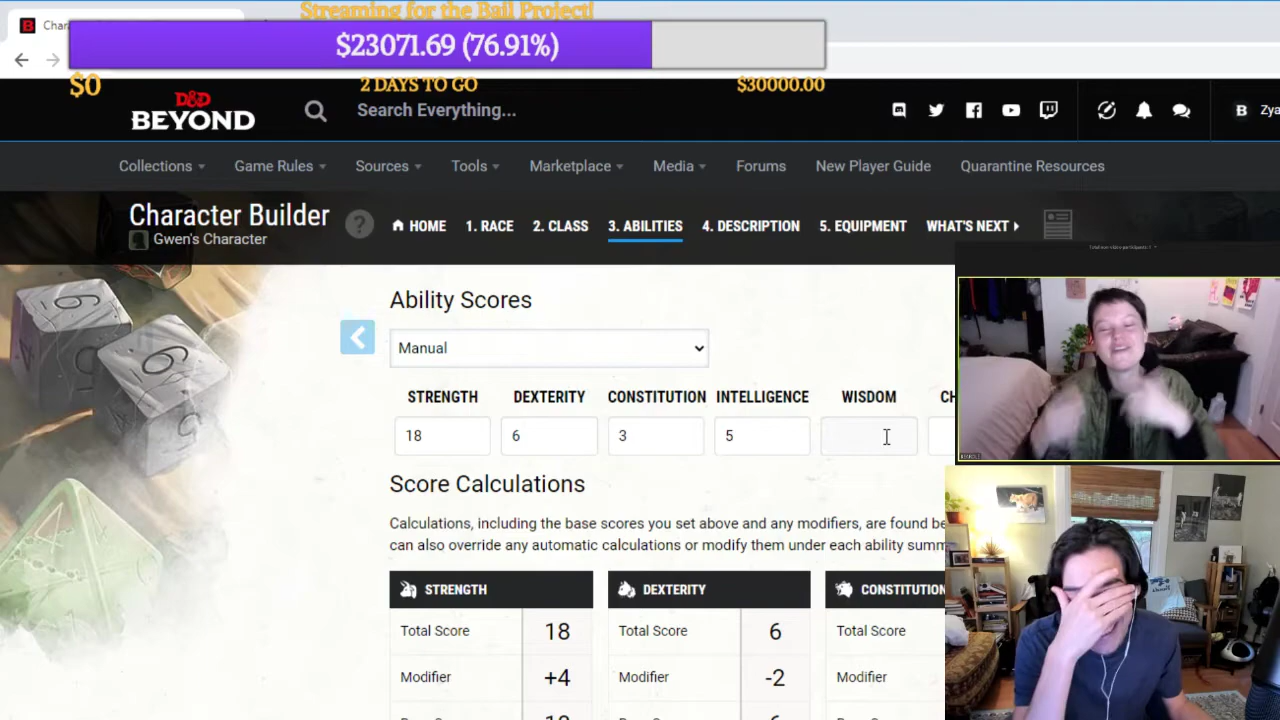 Streaming for the Bail Project!
Char
$23071.69 (76.91%)
$0
2 DAYS TO GO
$30000.00
D&D
BEYOND
Search Everything...
B
Zya
Collections
Game Rules
Sources
Tools
Marketplace
Media
Forums
New Player Guide
Quarantine Resources
Character Builder
Gwen's Character
?
HOME
1. RACE
2. CLASS
3. ABILITIES
4. DESCRIPTION
5. EQUIPMENT
WHAT'S NEXT
Ability Scores
Manual
STRENGTH
DEXTERITY
CONSTITUTION
INTELLIGENCE
WISDOM
CH
18
6
3
5
Score Calculations
Calculations, including the base scores you set above and any modifiers, are found be
can also override any automatic calculations or modify them under each ability summ
STRENGTH
DEXTERITY
CONSTITUTION
Total Score
18
Total Score
6
Total Score
Modifier
+4
Modifier
-2
Modifier